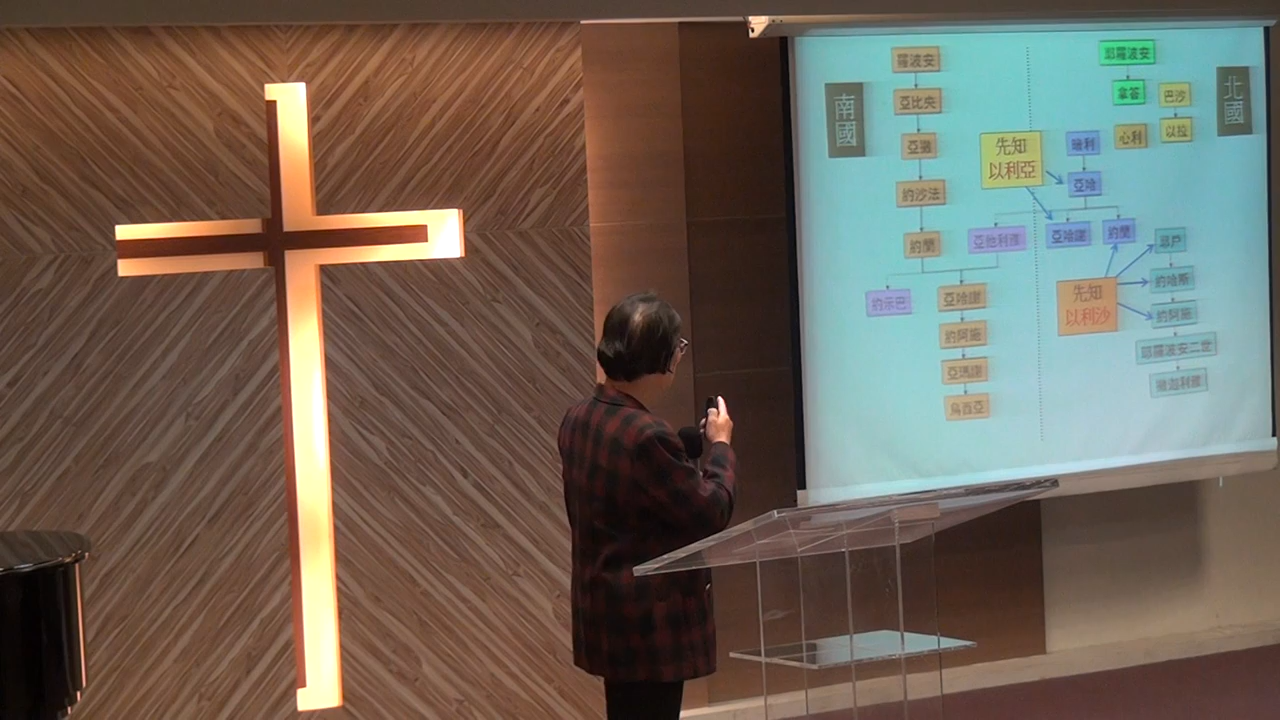 南國
羅波安
亞比央
亞撒
約沙法
約蘭
亞他利雅
約示巴
亞哈謝
約阿施
亞瑪謝
烏西亞
北國
耶羅波安
拿答
巴沙
以拉
心利
暗利
先知
以利亞
亞哈
亞哈謝
約蘭
先知
以利沙
耶戶
約哈斯
約阿施
耶羅波安二世
撒迦利雅